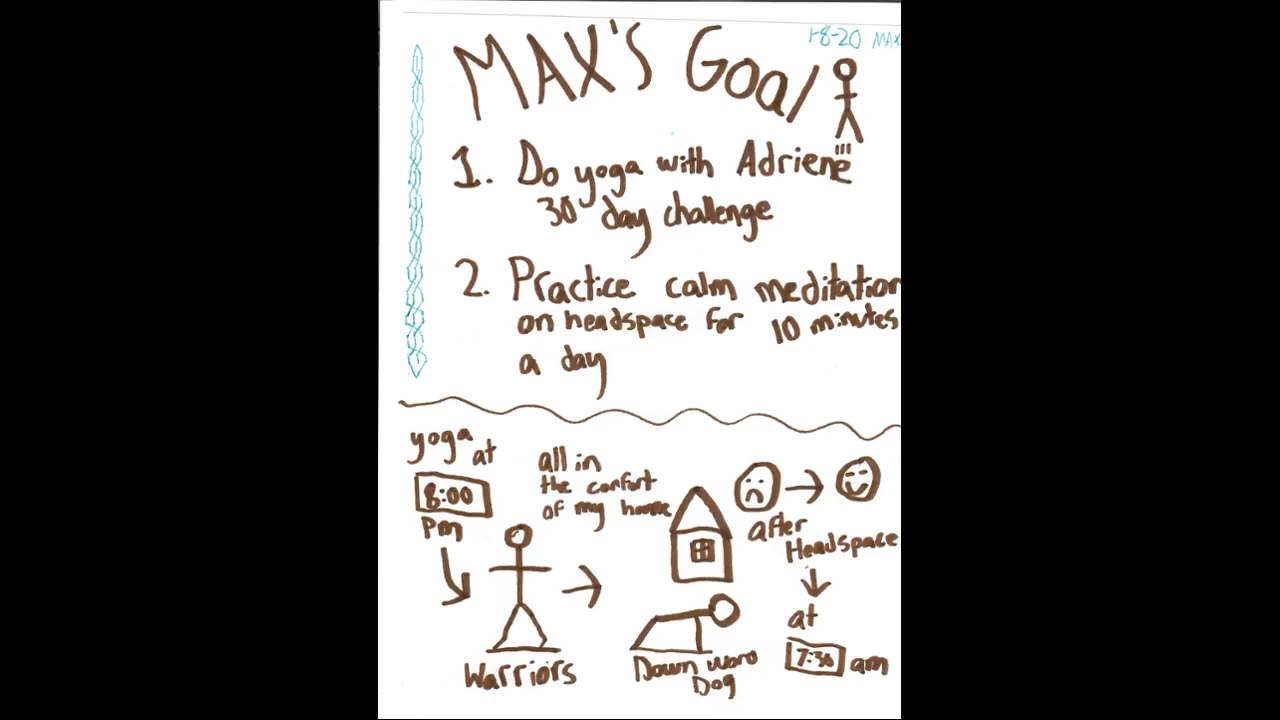 1-8-20 MAX
MAX'S Goal
1. Do yoga with Adriene
30 day challenge
2. Practice calm meditation
on headspace for 10 minutes
a day
yoga at
8:00
pm
all in
the comfort
of my home
after
Headspace
at
am
Warriors
Down ward
Dog